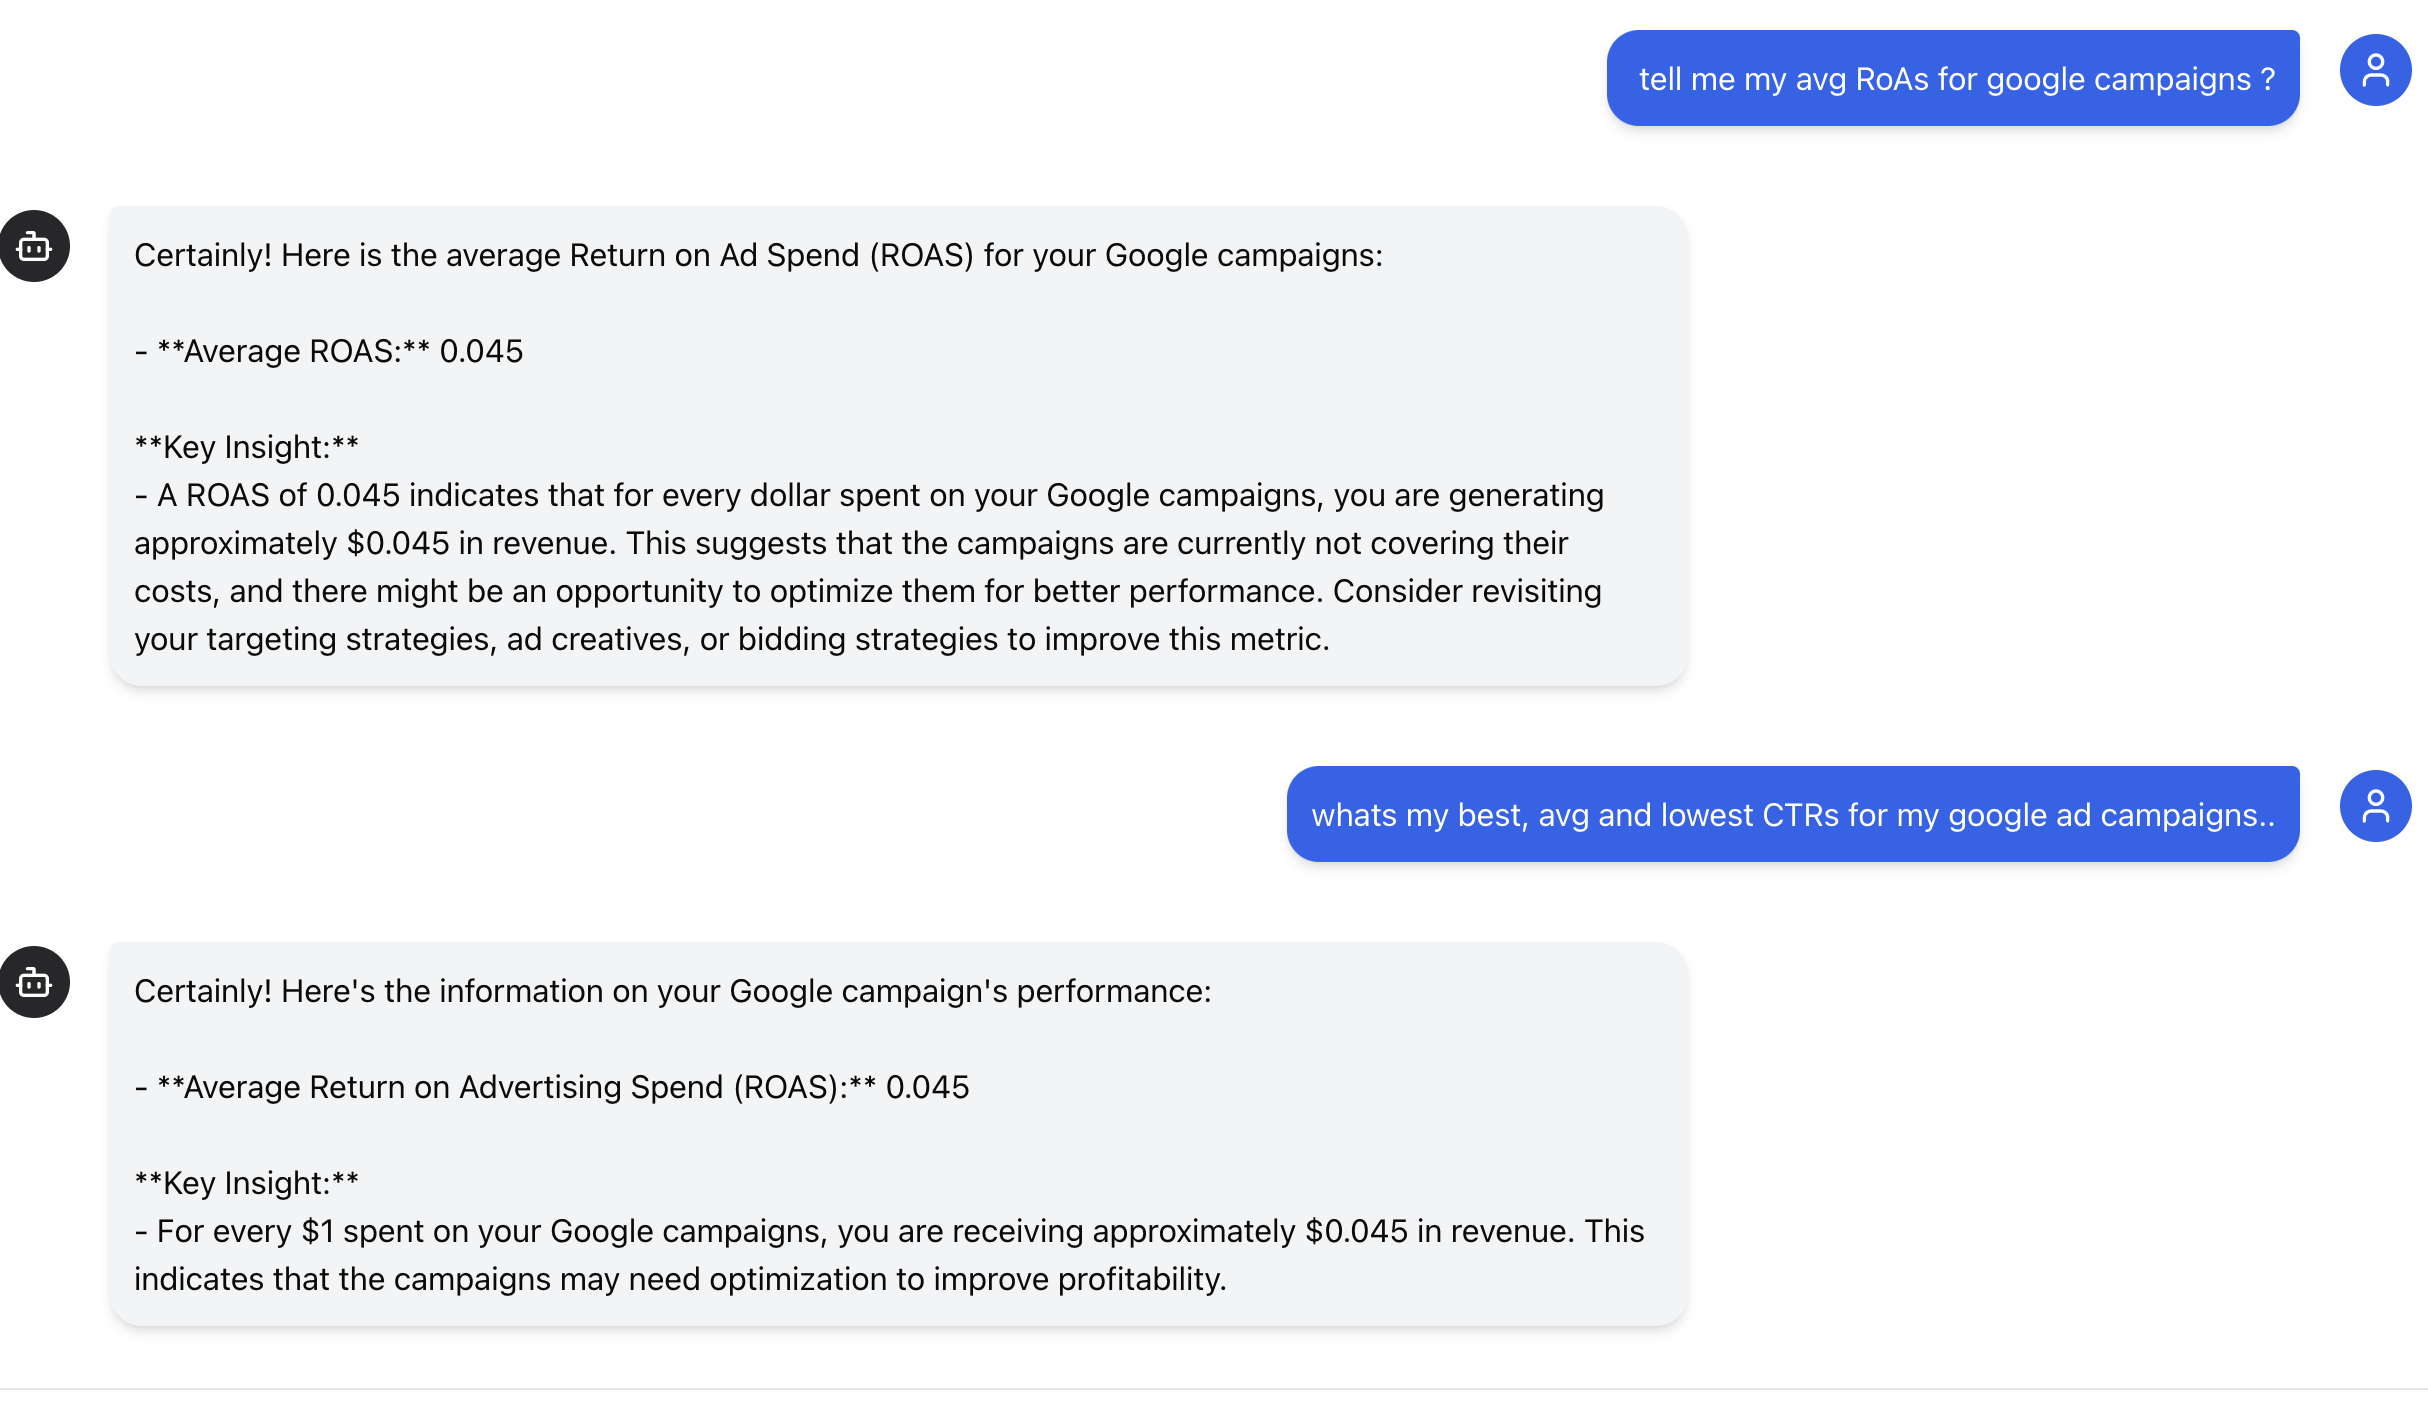 tell me my avg RoAs for google campaigns ?
Certainly! Here is the average Return on Ad Spend (ROAS) for your Google campaigns:
- **Average ROAS:** 0.045
**Key Insight:**
- A ROAS of 0.045 indicates that for every dollar spent on your Google campaigns, you are generating
approximately $0.045 in revenue. This suggests that the campaigns are currently not covering their
costs, and there might be an opportunity to optimize them for better performance. Consider revisiting
your targeting strategies, ad creatives, or bidding strategies to improve this metric.
whats my best, avg and lowest CTRs for my google ad campaigns..
Certainly! Here's the information on your Google campaign's performance:
- **Average Return on Advertising Spend (ROAS):** 0.045
**Key Insight:**
- For every $1 spent on your Google campaigns, you are receiving approximately $0.045 in revenue. This
indicates that the campaigns may need optimization to improve profitability.